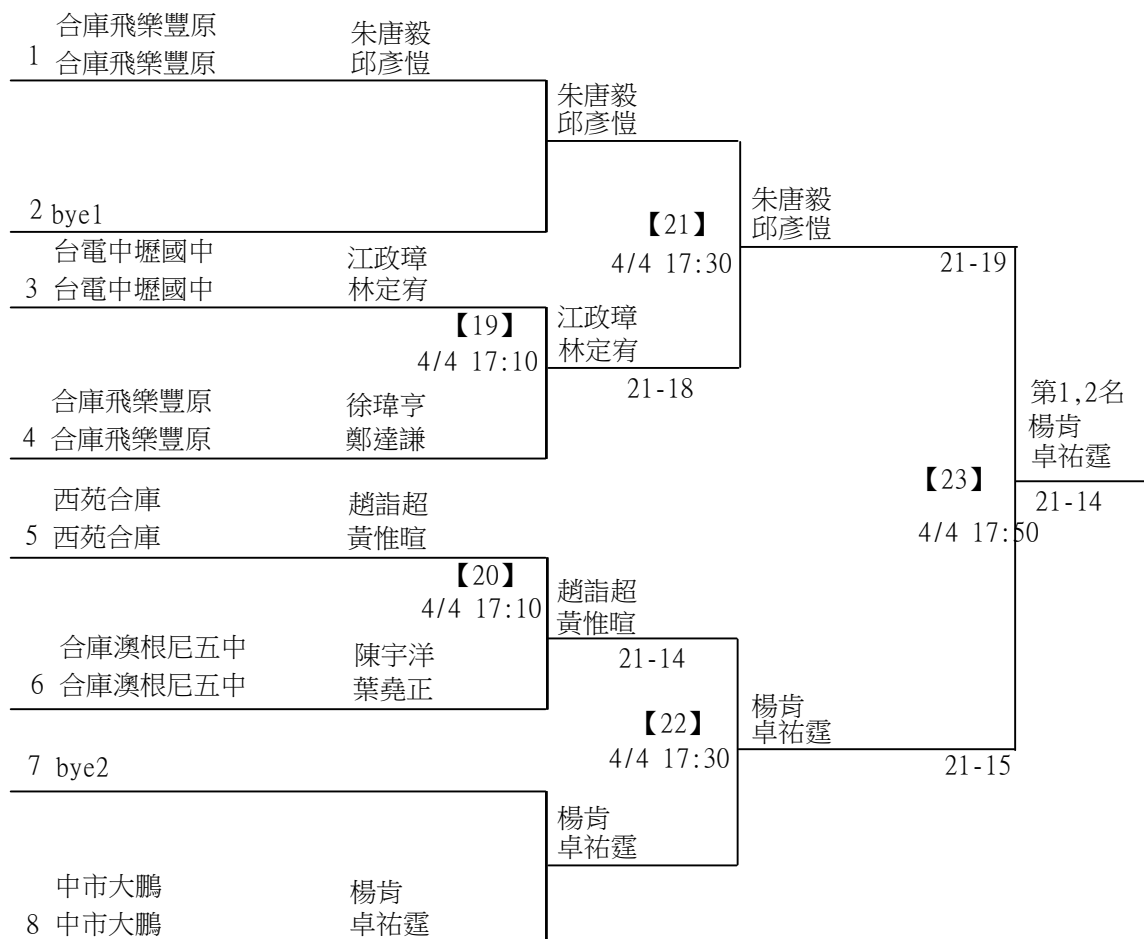 合庫飛樂豐原 朱唐毅
1 合庫飛樂豐原 邱彥愷
朱唐毅
邱彥愷
2 bye1
朱唐毅
【21】 邱彥愷
台電中壢國中 江政璋
4/4 17:30 21-19
3 台電中壢國中 林定宥
【19】 江政璋
4/4 17:10 林定宥
21-18
合庫飛樂豐原 徐瑋亨
4 合庫飛樂豐原 鄭達謙
第1,2名
楊肯
卓祐霆
【23】
21-14
4/4 17:50
西苑合庫 趙詣超
5 西苑合庫 黃惟暄
【20】 趙詣超
4/4 17:10 黃惟暄
合庫澳根尼五中 陳宇洋 21-14
6 合庫澳根尼五中 葉堯正
【22】 楊肯
卓祐霆
4/4 17:30 21-15
7 bye2
楊肯
卓祐霆
中市大鵬 楊肯
8 中市大鵬 卓祐霆